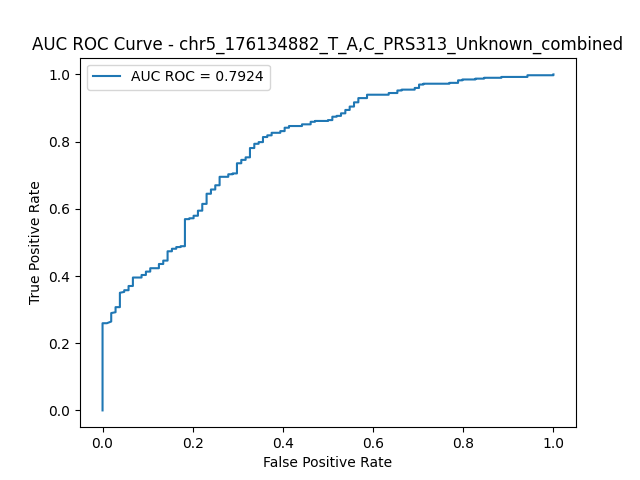 AUC ROC Curve - chr5_176134882_T_A,C_PRS313_Unknown_combined
AUC ROC = 0.7924
1.0
0.8
0.6
0.4
0.2
0.0
True Positive Rate
0.0 0.2 0.4 0.6 0.8 1.0
False Positive Rate